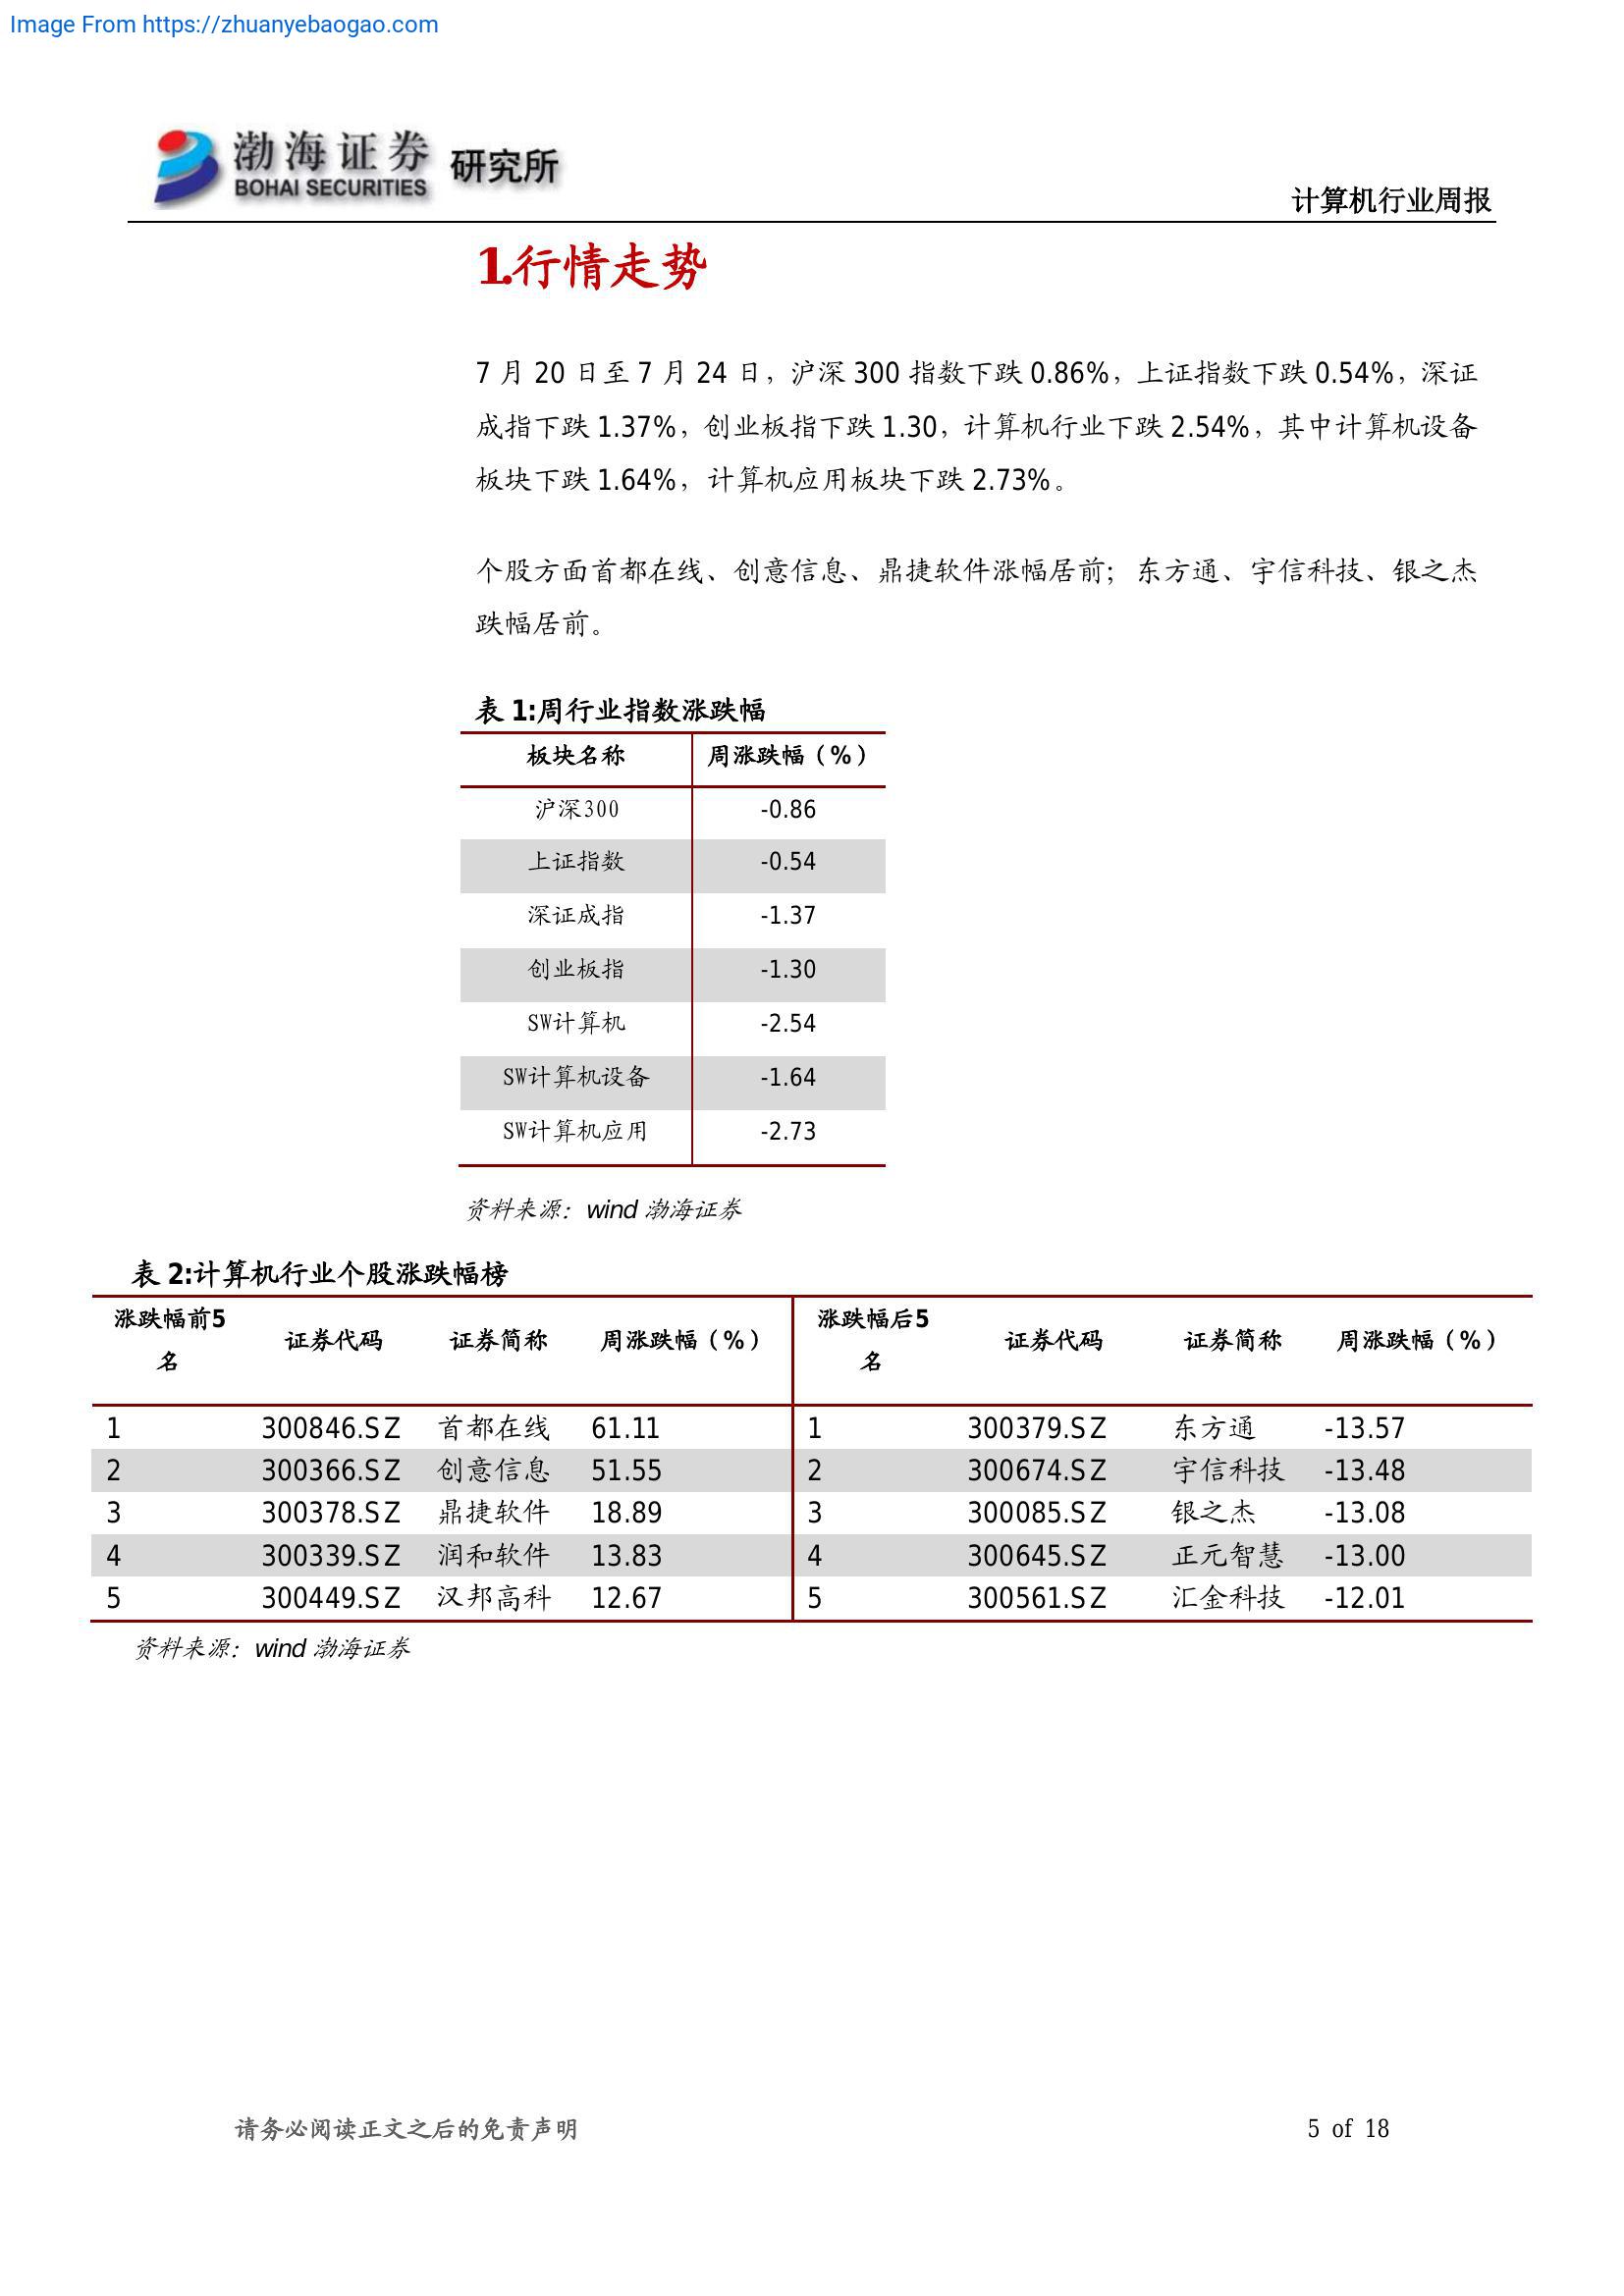 Image From https://zhuanyebaogao.com
渤海证券 研究所
BOHAI SECURITIES
计算机行业周报
1.行情走势
7 月 20 日至 7 月 24 日，沪深 300 指数下跌 0.86%，上证指数下跌 0.54%，深证
成指下跌 1.37%，创业板指下跌 1.30，计算机行业下跌 2.54%，其中计算机设备
板块下跌 1.64%，计算机应用板块下跌 2.73%。
个股方面首都在线、创意信息、鼎捷软件涨幅居前；东方通、宇信科技、银之杰
跌幅居前。
表 1:周行业指数涨跌幅
板块名称 周涨跌幅（%）
沪深300 -0.86
上证指数 -0.54
深证成指 -1.37
创业板指 -1.30
SW计算机 -2.54
SW计算机设备 -1.64
SW计算机应用 -2.73
资料来源：wind 渤海证券
表 2:计算机行业个股涨跌幅榜
涨跌幅前5名 证券代码 证券简称 周涨跌幅（%） 涨跌幅后5名 证券代码 证券简称 周涨跌幅（%）
1 300846.SZ 首都在线 61.11 1 300379.SZ 东方通 -13.57
2 300366.SZ 创意信息 51.55 2 300674.SZ 宇信科技 -13.48
3 300378.SZ 鼎捷软件 18.89 3 300085.SZ 银之杰 -13.08
4 300339.SZ 润和软件 13.83 4 300645.SZ 正元智慧 -13.00
5 300449.SZ 汉邦高科 12.67 5 300561.SZ 汇金科技 -12.01
资料来源：wind 渤海证券
请务必阅读正文之后的免责声明 5 of 18